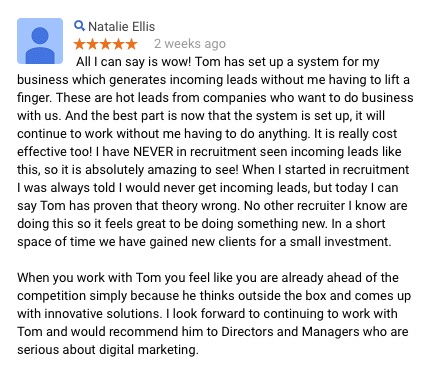 Natalie Ellis
2 weeks ago
All I can say is wow! Tom has set up a system for my
business which generates incoming leads without me having to lift a
finger. These are hot leads from companies who want to do business
with us. And the best part is now that the system is set up, it will
continue to work without me having to do anything. It is really cost
effective too! I have NEVER in recruitment seen incoming leads like
this, so it is absolutely amazing to see! When I started in recruitment
I was always told I would never get incoming leads, but today I can
say Tom has proven that theory wrong. No other recruiter I know are
doing this so it feels great to be doing something new. In a short
space of time we have gained new clients for a small investment.
When you work with Tom you feel like you are already ahead of the
competition simply because he thinks outside the box and comes up
with innovative solutions. I look forward to continuing to work with
Tom and would recommend him to Directors and Managers who are
serious about digital marketing.